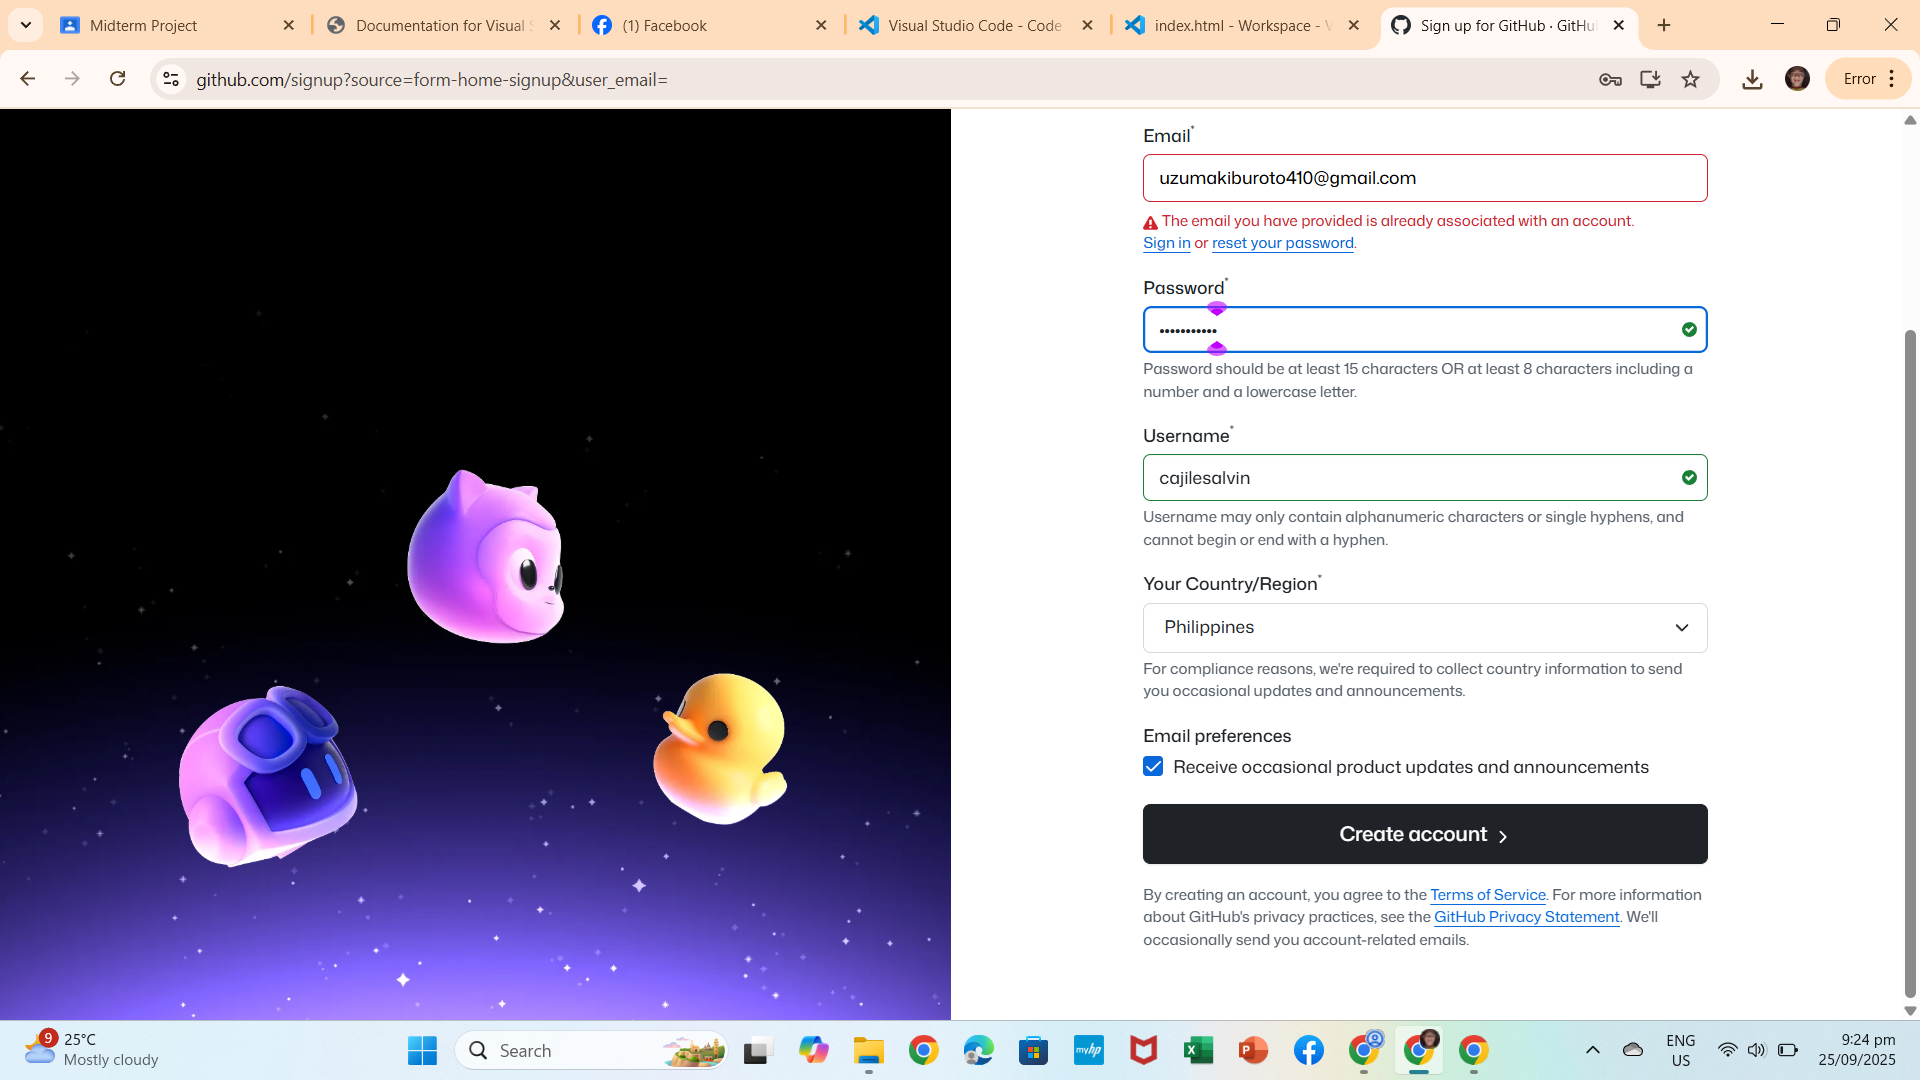 Midterm Project
Documentation for Visual S
(1) Facebook
Visual Studio Code - Code
index.html - Workspace - V
Sign up for GitHub · GitHu
github.com/signup?source=form-home-signup&user_email=
Error
Email*
uzumakiburoto410@gmail.com
The email you have provided is already associated with an account.
Sign in or reset your password.
Password*
•••••••••••
Password should be at least 15 characters OR at least 8 characters including a
number and a lowercase letter.
Username*
cajilesalvin
Username may only contain alphanumeric characters or single hyphens, and
cannot begin or end with a hyphen.
Your Country/Region*
Philippines
For compliance reasons, we're required to collect country information to send
you occasional updates and announcements.
Email preferences
Receive occasional product updates and announcements
Create account
By creating an account, you agree to the Terms of Service. For more information
about GitHub's privacy practices, see the GitHub Privacy Statement. We'll
occasionally send you account-related emails.
9
25°C
Mostly cloudy
Search
myhp
ENG
US
9:24 pm
25/09/2025